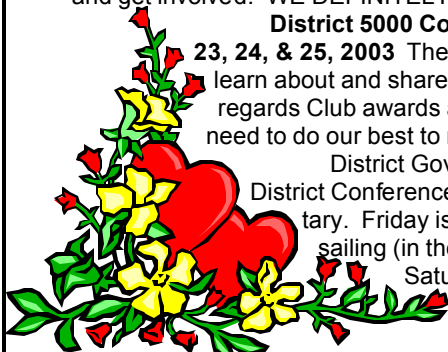 and get involved. WE DEFINITELY
District 5000 Co
23, 24, & 25, 2003 The
learn about and share
regards Club awards
need to do our best to
District Gov
District Conference
tary. Friday is
sailing (in the
Satu